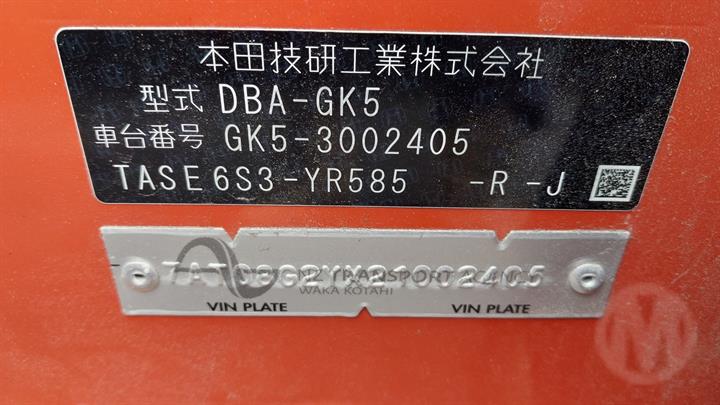 本田技研工業株式会社
型式 DBA-GK5
車台番号 GK5-3002405
TASE6S3-YR585 -R -J
NZ TRANSPORT AGENCY
WAKA KOTAHI
VIN PLATE VIN PLATE
M